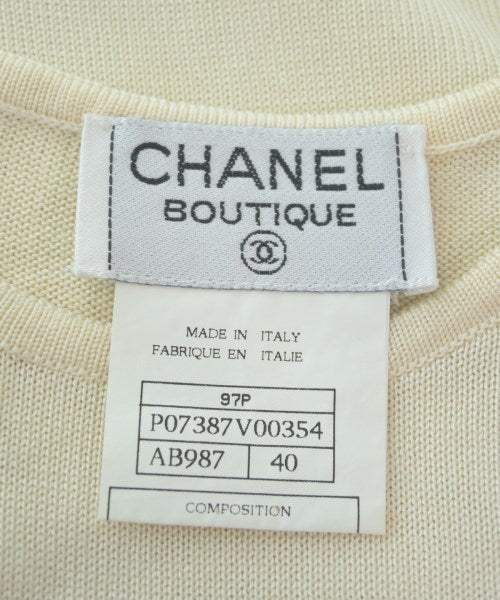 CHANEL
BOUTIQUE
MADE IN ITALY
FABRIQUE EN ITALIE
97P
P07387V00354
AB987 40
COMPOSITION